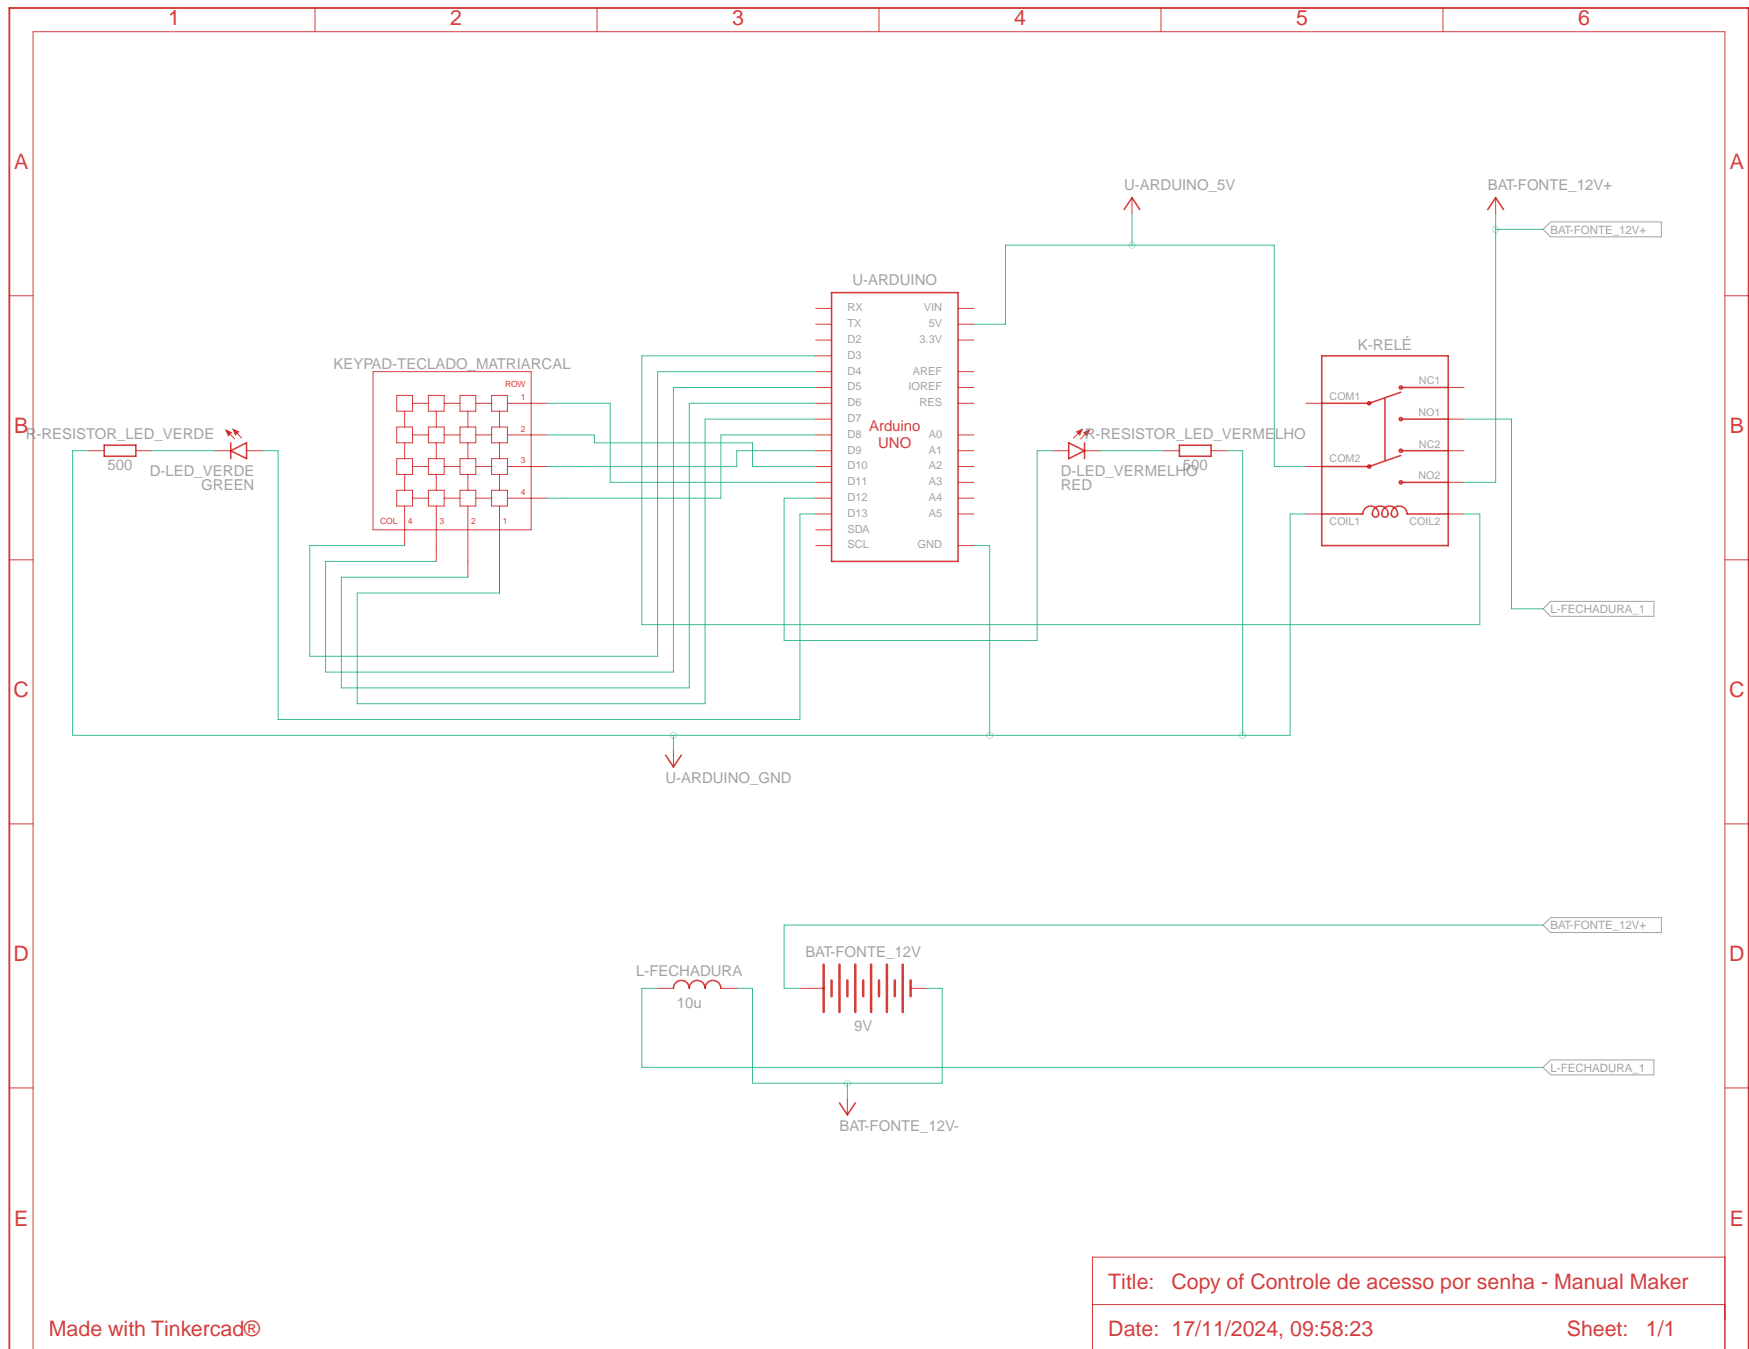 1 2 3 4 5 6
A A
U-ARDUINO_5V BAT-FONTE_12V+
BAT-FONTE_12V+
U-ARDUINO
RX VIN
TX 5V
D2 3.3V
D3
D4 AREF
D5 IOREF
D6 RES
D7
Arduino
UNO
D8 A0
D9 A1
D10 A2
D11 A3
D12 A4
D13 A5
SDA
SCL GND
KEYPAD-TECLADO_MATRIARCAL
ROW
1
2
3
4
COL 4 3 2 1
B B
R-RESISTOR_LED_VERDE
500
D-LED_VERDE
GREEN
R-RESISTOR_LED_VERMELHO
500
D-LED_VERMELHO
RED
K-RELÉ
NC1
COM1
NO1
NC2
COM2
NO2
COIL1 COIL2
L-FECHADURA_1
C C
U-ARDUINO_GND
BAT-FONTE_12V+
D D
BAT-FONTE_12V
9V
L-FECHADURA
10u
L-FECHADURA_1
BAT-FONTE_12V-
E E
Title: Copy of Controle de acesso por senha - Manual Maker
Made with Tinkercad®
Date: 17/11/2024, 09:58:23 Sheet: 1/1